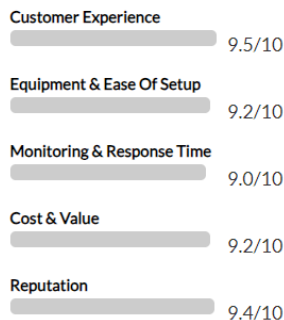 Customer Experience
9.5/10
Equipment & Ease Of Setup
9.2/10
Monitoring & Response Time
9.0/10
Cost & Value
9.2/10
Reputation
9.4/10